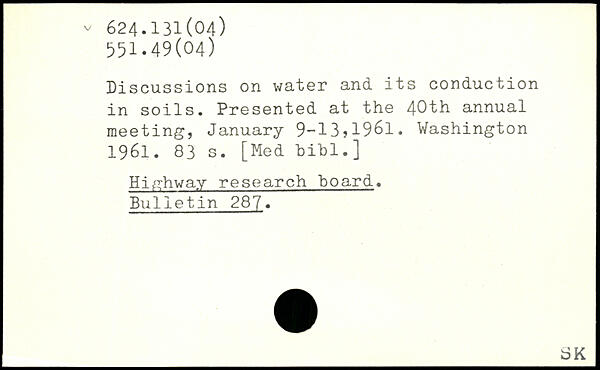 v 624.131(04)
551.49(04)
Discussions on water and its conduction
in soils. Presented at the 40th annual
meeting, January 9-13,1961. Washington
1961. 83 s. [Med bibl.]
Highway research board.
Bulletin 287.
SK